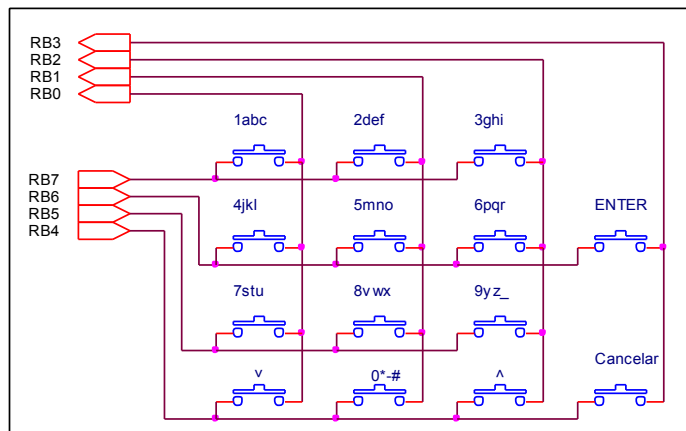 RB3
RB2
RB1
RB0
1abc 2def 3ghi
RB7
RB6
RB5
RB4
4jkl 5mno 6pqr ENTER
7stu 8vwx 9yz_
v 0*-# ^ Cancelar